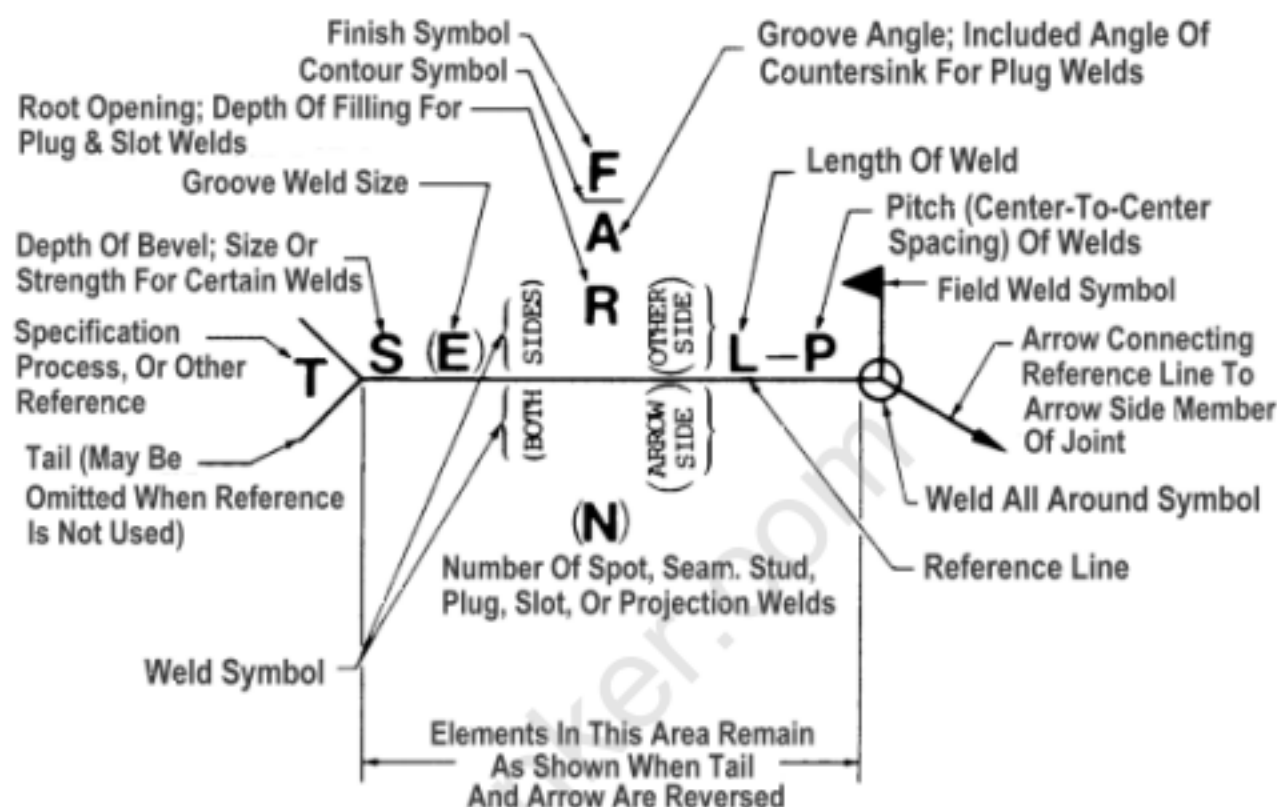 Finish Symbol
Contour Symbol
Root Opening; Depth Of Filling For
Plug & Slot Welds
Groove Weld Size
Depth Of Bevel; Size Or
Strength For Certain Welds
Specification
Process, Or Other
Reference
Tail (May Be
Omitted When Reference
Is Not Used)
Weld Symbol
Groove Angle; Included Angle Of
Countersink For Plug Welds
Length Of Weld
Pitch (Center-To-Center
Spacing) Of Welds
Field Weld Symbol
Arrow Connecting
Reference Line To
Arrow Side Member
Of Joint
Weld All Around Symbol
Reference Line
F
A
R
T
S (E)
(BOTH SIDES)
(OTHER
SIDE)
(ARROW)
SIDE
L–P
(N)
Number Of Spot, Seam. Stud,
Plug, Slot, Or Projection Welds
Elements In This Area Remain
As Shown When Tail
And Arrow Are Reversed